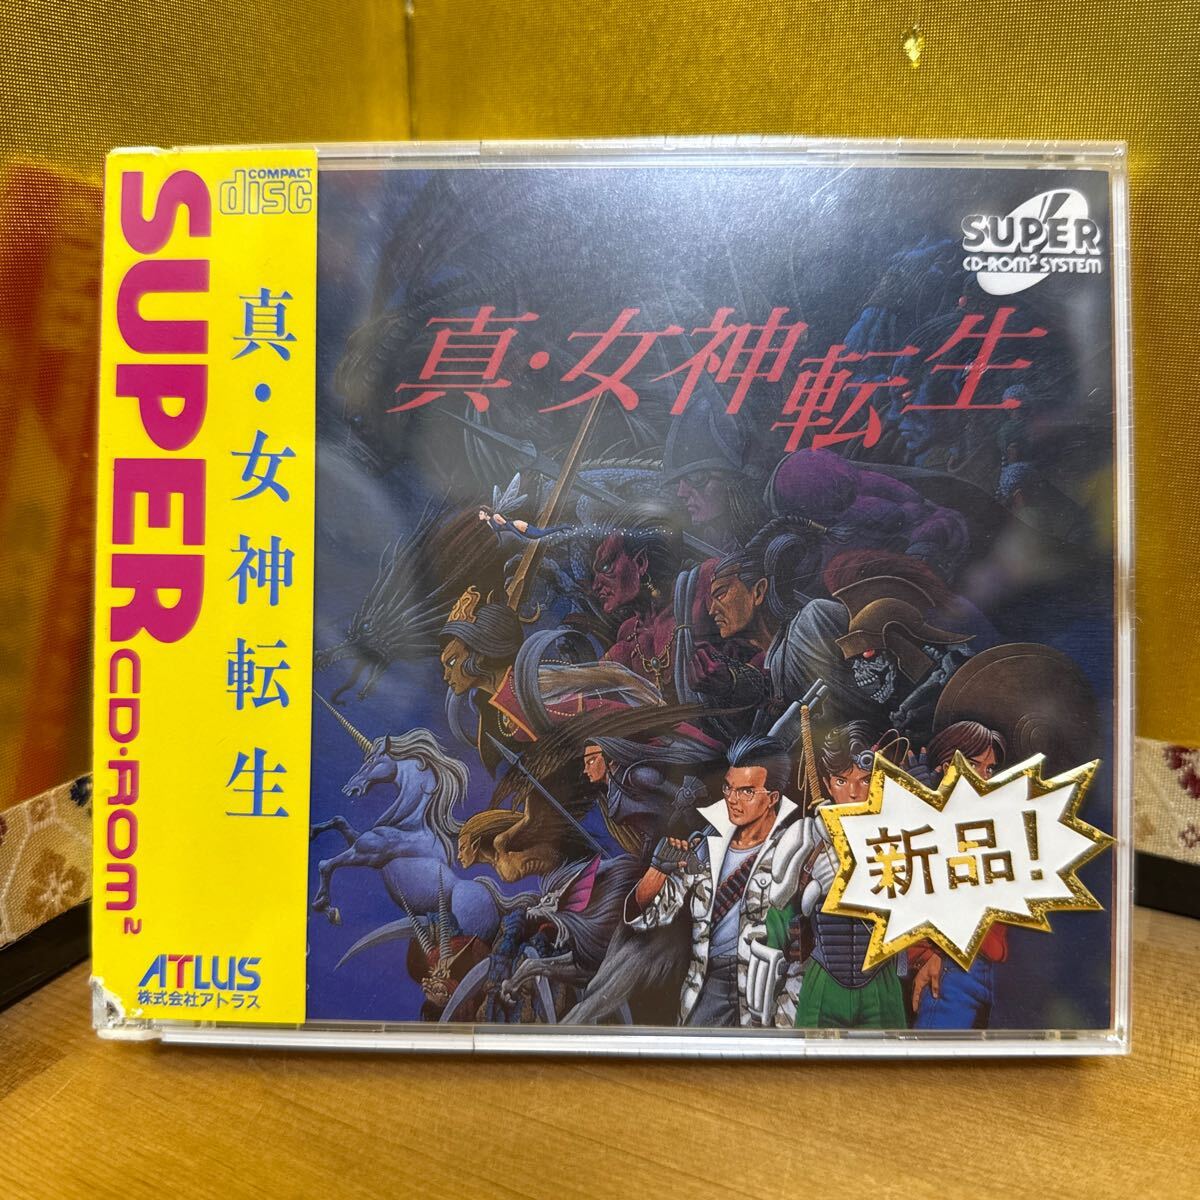 COMPACT
disc
SUPER CD-ROM²
真・女神転生
ATLUS
株式会社アトラス
SUPER
CD-ROM² SYSTEM
真・女神転生
新品!